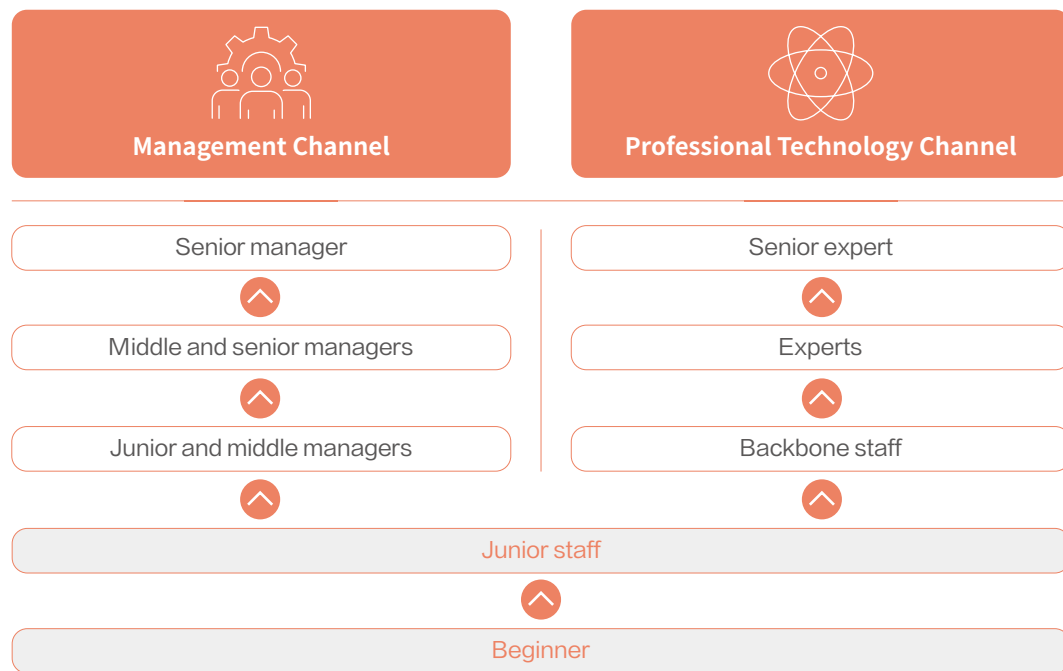 Management Channel
Professional Technology Channel
Senior manager
Senior expert
Middle and senior managers
Experts
Junior and middle managers
Backbone staff
Junior staff
Beginner